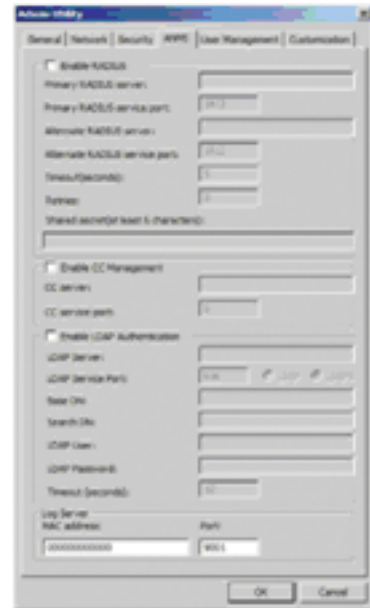 Admin Utility
General Network Security ANMS User Management Customization
Enable RADIUS
Primary RADIUS server:
Primary RADIUS service port:
Alternate RADIUS server:
Alternate RADIUS service port:
Timeout(seconds):
Retries:
Shared secret(at least 6 characters):
Enable CC Management
CC server:
CC service port:
Enable LDAP Authentication
LDAP Server:
LDAP Service Port:
Base DN:
Search DN:
LDAP User:
LDAP Password:
Timeout (seconds):
Log Server
MAC address: Port:
000000000000 9001
OK Cancel